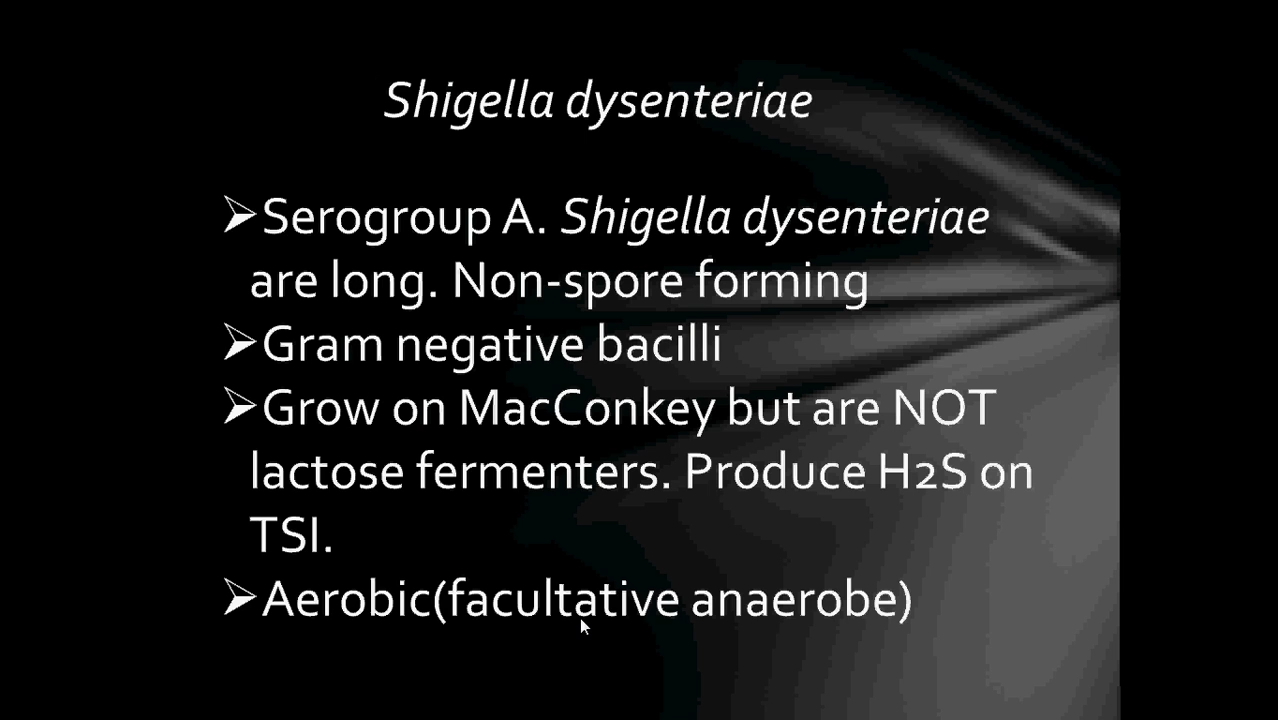 Shigella dysenteriae
➢Serogroup A. Shigella dysenteriae
are long. Non-spore forming
➢Gram negative bacilli
➢Grow on MacConkey but are NOT
lactose fermenters. Produce H2S on
TSI.
➢Aerobic(facultative anaerobe)